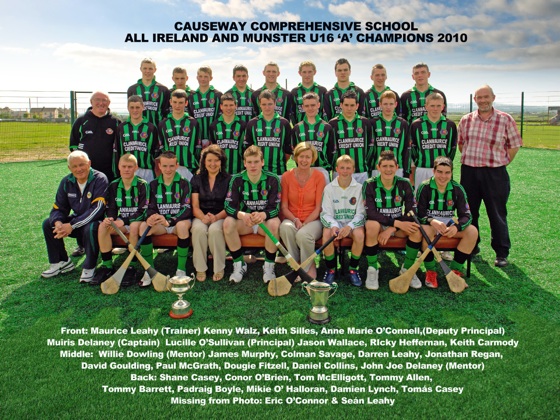 CAUSEWAY COMPREHENSIVE SCHOOL
ALL IRELAND AND MUNSTER U16 ‘A’ CHAMPIONS 2010
CLANMAURICE
CREDIT UNION
Front: Maurice Leahy (Trainer) Kenny Walz, Keith Silles, Anne Marie O’Connell,(Deputy Principal)
Muiris Delaney (Captain)  Lucille O’Sullivan (Principal) Jason Wallace, RIcky Heffernan, Keith Carmody
Middle:  Willie Dowling (Mentor) James Murphy, Colman Savage, Darren Leahy, Jonathan Regan,
David Goulding, Paul McGrath, Dougie Fitzell, Daniel Collins, John Joe Delaney (Mentor)
Back: Shane Casey, Conor O’Brien, Tom McElligott, Tommy Allen,
Tommy Barrett, Padraig Boyle, Mikie O’ Halloran, Damien Lynch, Tomás Casey
Missing from Photo: Eric O’Connor & Seán Leahy